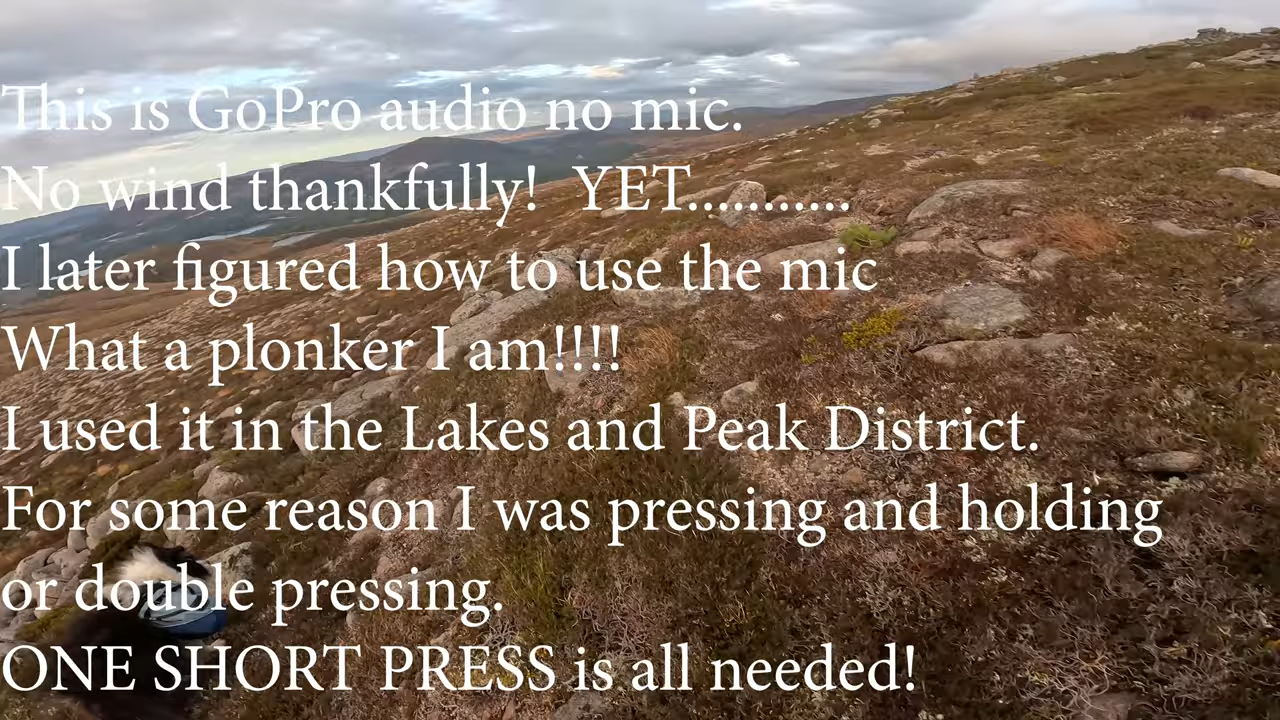 This is GoPro audio no mic.
No wind thankfully!  YET...........
I later figured how to use the mic
What a plonker I am!!!!
I used it in the Lakes and Peak District.
For some reason I was pressing and holding
or double pressing.
ONE SHORT PRESS is all needed!